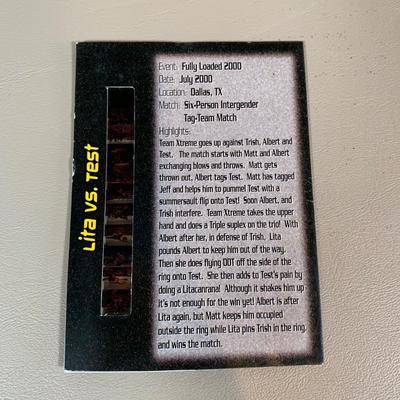 Lita vs. Test
Event: Fully Loaded 2000
Date: July 2000
Location: Dallas, TX
Match: Six-Person Intergender
Tag-Team Match
Highlights:
Team Xtreme goes up against Trish, Albert and
Test. The match starts with Matt and Albert
exchanging blows and throws. Matt gets
thrown out, Albert tags Test. Matt has tagged
Jeff and helps him to pummel Test with a
summersault flip onto Test! Soon Albert, and
Trish interfere. Team Xtreme takes the upper
hand and does a Triple suplex on the trio! With
Albert after her, in defense of Trish, Lita
pounds Albert to keep him out of the way.
Then she does flying DDT off the side of the
ring onto Test. She then adds to Test's pain by
doing a Litacanrana! Although it shakes him up
it's not enough for the win yet! Albert is after
Lita again, but Matt keeps him occupied
outside the ring while Lita pins Trish in the ring
and wins the match.